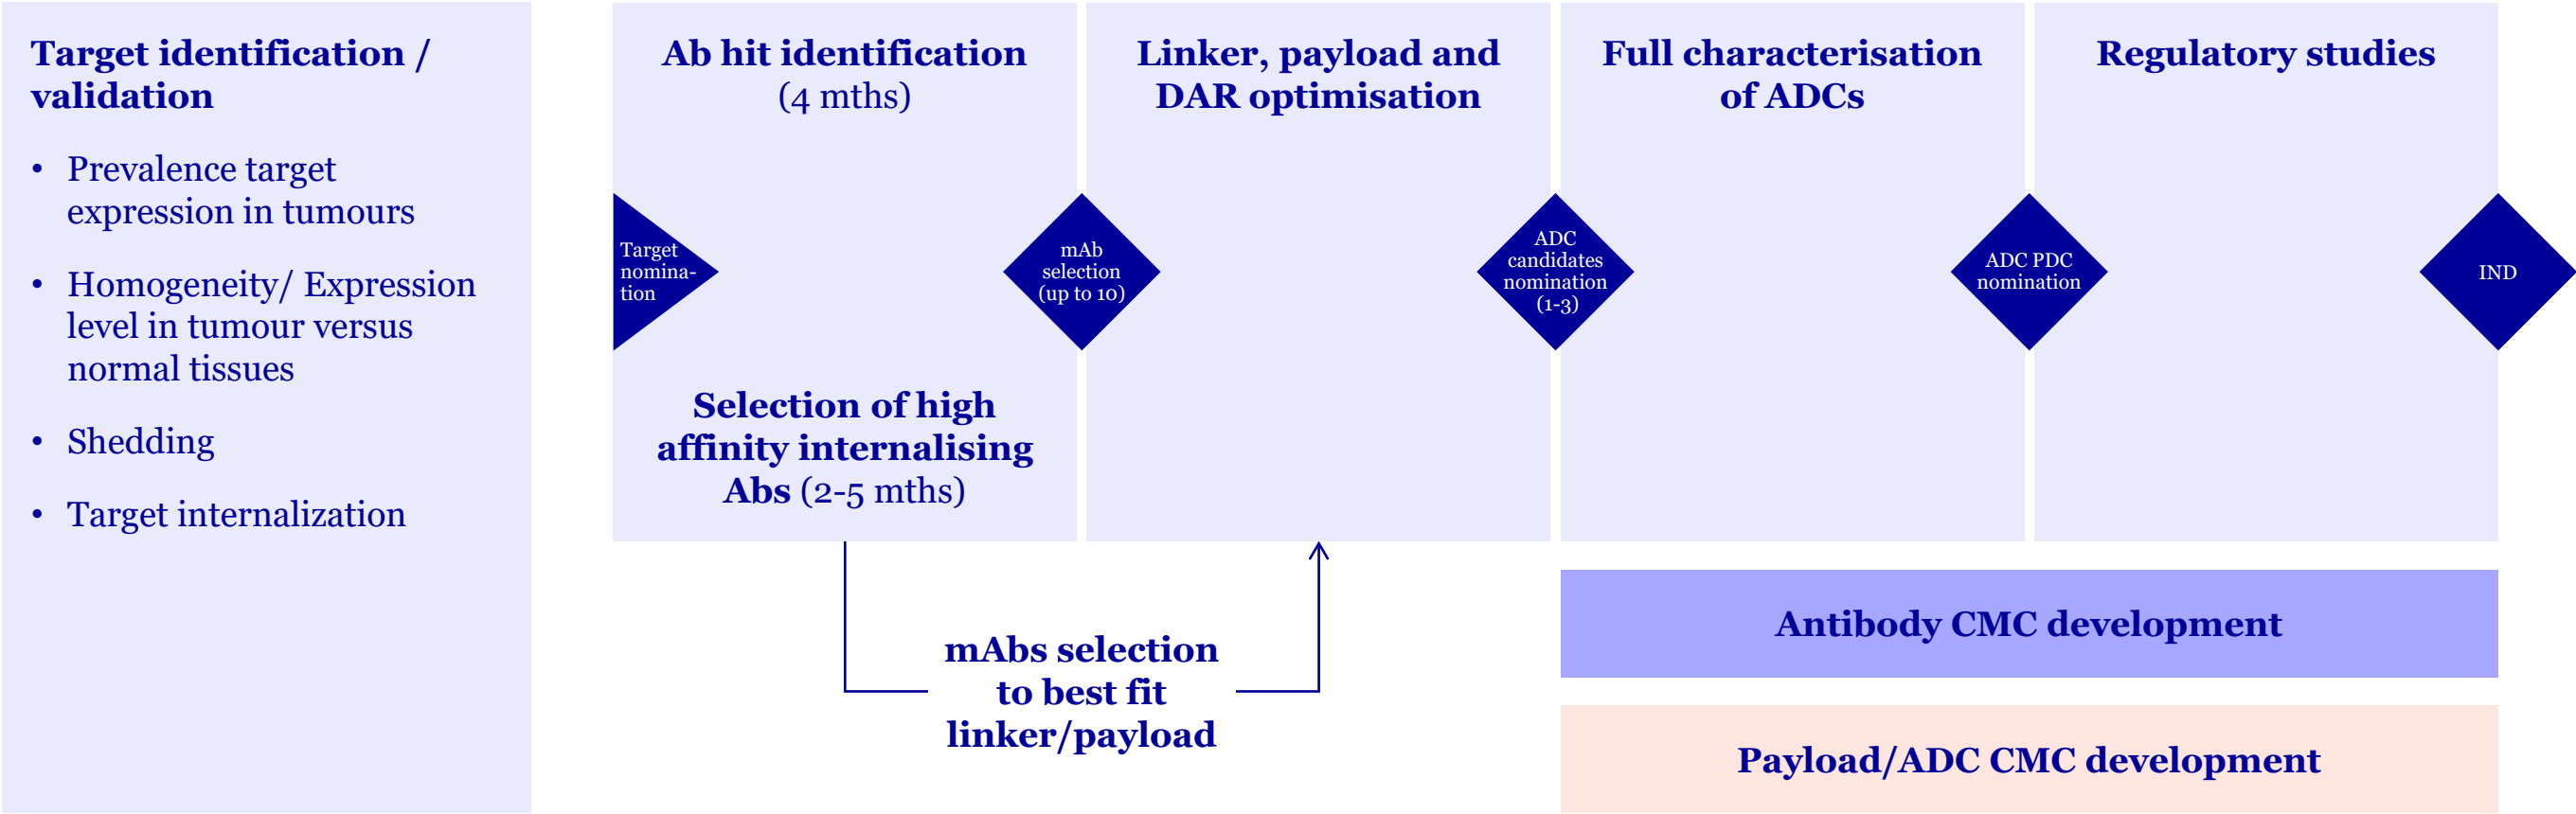 Target identification /
validation
• Prevalence target
expression in tumours
• Homogeneity/ Expression
level in tumour versus
normal tissues
• Shedding
• Target internalization
Ab hit identification
(4 mths)
Target
nomina-
tion
Selection of high
affinity internalising
Abs (2-5 mths)
mAb
selection
(up to 10)
Linker, payload and
DAR optimisation
ADC
candidates
nomination
(1-3)
Full characterisation
of ADCs
ADC PDC
nomination
Regulatory studies
IND
mAbs selection
to best fit
linker/payload
Antibody CMC development
Payload/ADC CMC development